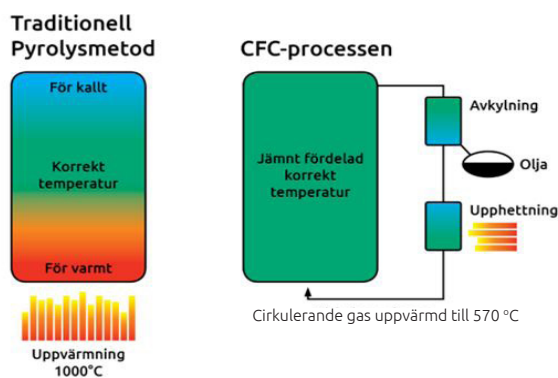 Traditionell
Pyrolysmetod
För kallt
Korrekt
temperatur
För varmt
Uppvärmning
1000°C
CFC-processen
Jämnt fördelad
korrekt
temperatur
Avkylning
Olja
Upphettning
Cirkulerande gas uppvärmd till 570 °C